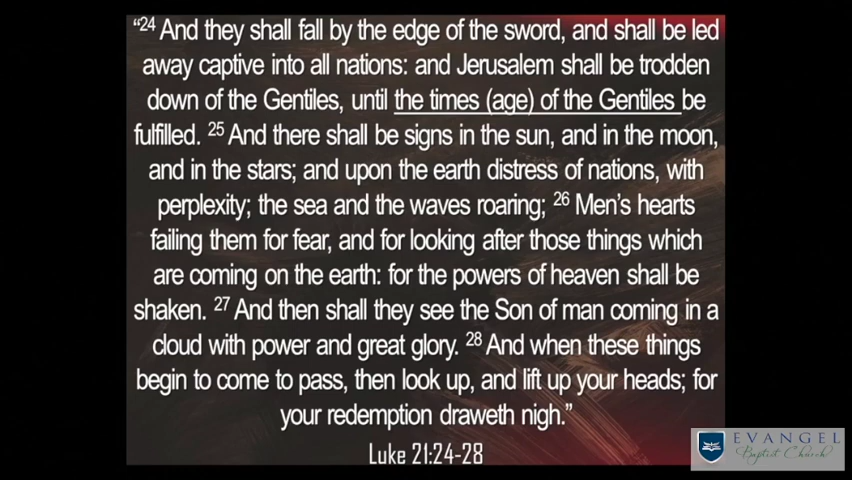 “24 And they shall fall by the edge of the sword, and shall be led
away captive into all nations: and Jerusalem shall be trodden
down of the Gentiles, until the times (age) of the Gentiles be
fulfilled. 25 And there shall be signs in the sun, and in the moon,
and in the stars; and upon the earth distress of nations, with
perplexity; the sea and the waves roaring; 26 Men’s hearts
failing them for fear, and for looking after those things which
are coming on the earth: for the powers of heaven shall be
shaken. 27 And then shall they see the Son of man coming in a
cloud with power and great glory. 28 And when these things
begin to come to pass, then look up, and lift up your heads; for
your redemption draweth nigh.”
Luke 21:24-28
EVANGEL
Baptist Church